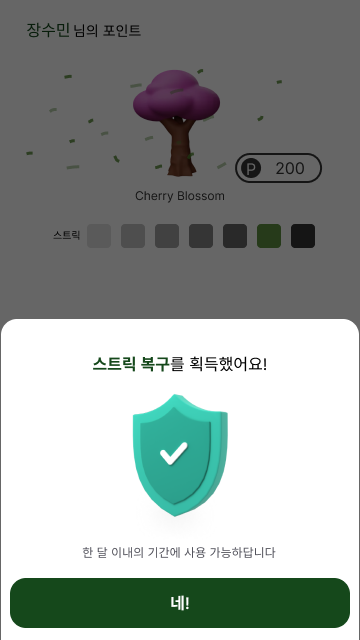 장수민 님의 포인트
P 200
Cherry Blossom
스트릭
스트릭 복구를 획득했어요!
한 달 이내의 기간에 사용 가능하답니다
네!